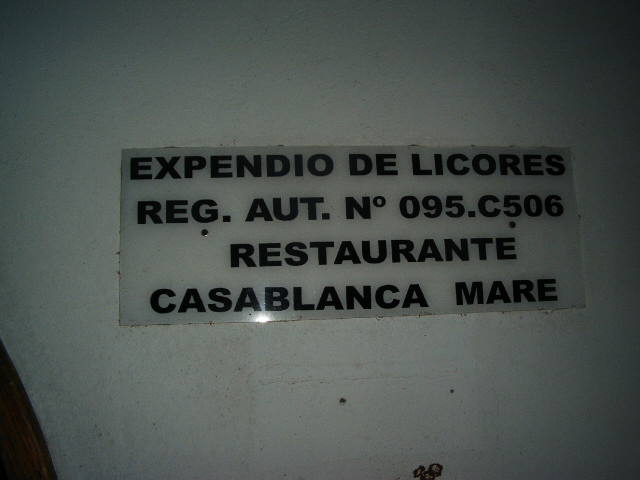 EXPENDIO DE LICORES
REG. AUT. Nº 095.C506
RESTAURANTE
CASABLANCA MARE